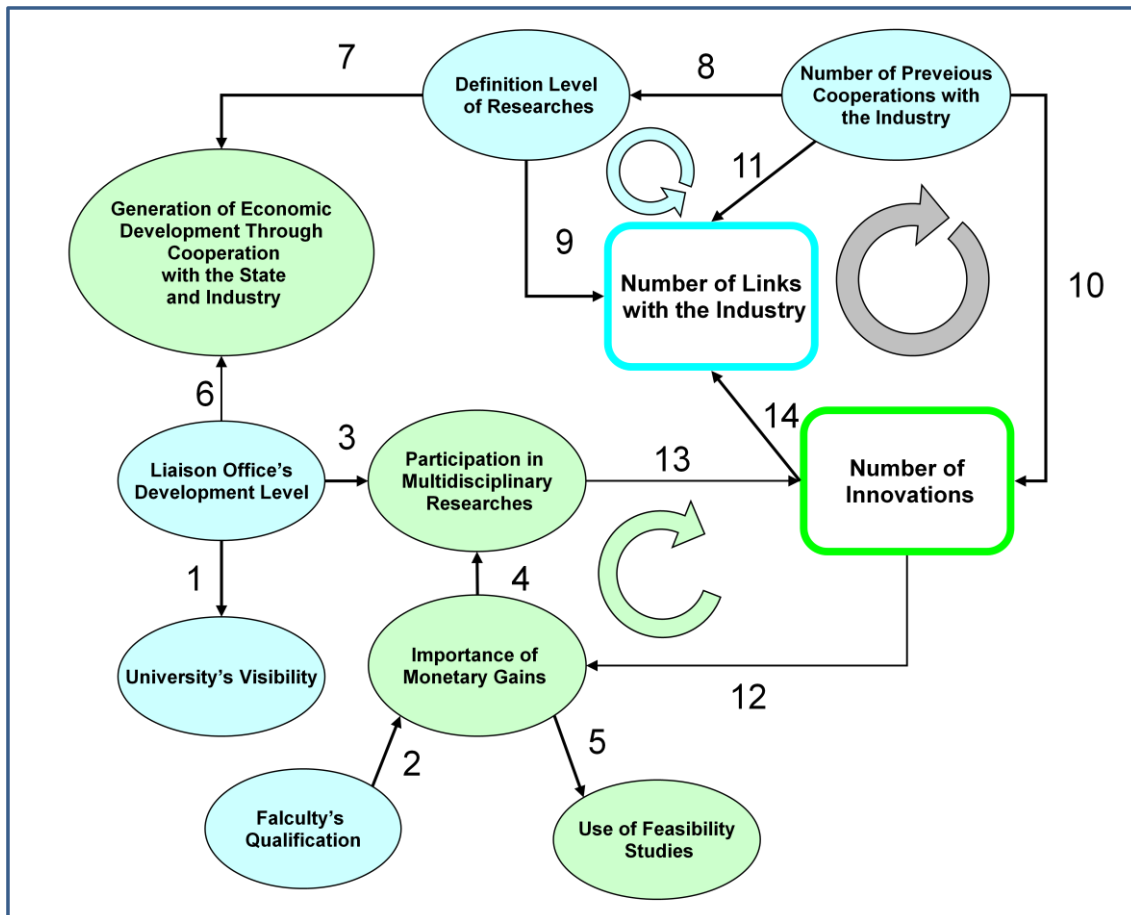 7
8
Definition Level
of Researches
Number of Preveious
Cooperations with
the Industry
11
Generation of Economic
Development Through
Cooperation
with the State
and Industry
9
Number of Links
with the Industry
10
6
3
14
Liaison Office's
Development Level
Participation in
Multidisciplinary
Researches
13
Number of
Innovations
1
4
University's Visibility
Importance of
Monetary Gains
12
2
5
Falculty's
Qualification
Use of Feasibility
Studies